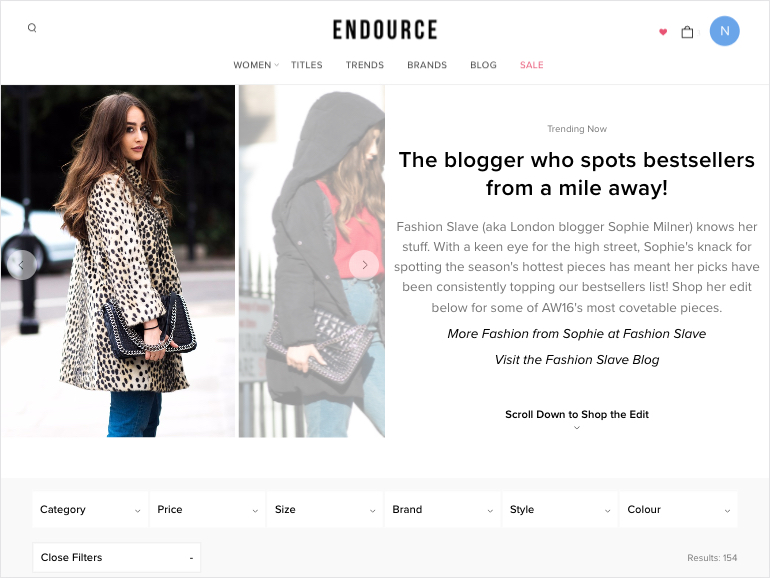 ENDOURCE
N
WOMEN TITLES TRENDS BRANDS BLOG SALE
Trending Now
The blogger who spots bestsellers
from a mile away!
Fashion Slave (aka London blogger Sophie Milner) knows her
stuff. With a keen eye for the high street, Sophie's knack for
spotting the season's hottest pieces has meant her picks have
been consistently topping our bestsellers list! Shop her edit
below for some of AW16's most covetable pieces.
More Fashion from Sophie at Fashion Slave
Visit the Fashion Slave Blog
Scroll Down to Shop the Edit
Category Price Size Brand Style Colour
Close Filters -
Results: 154